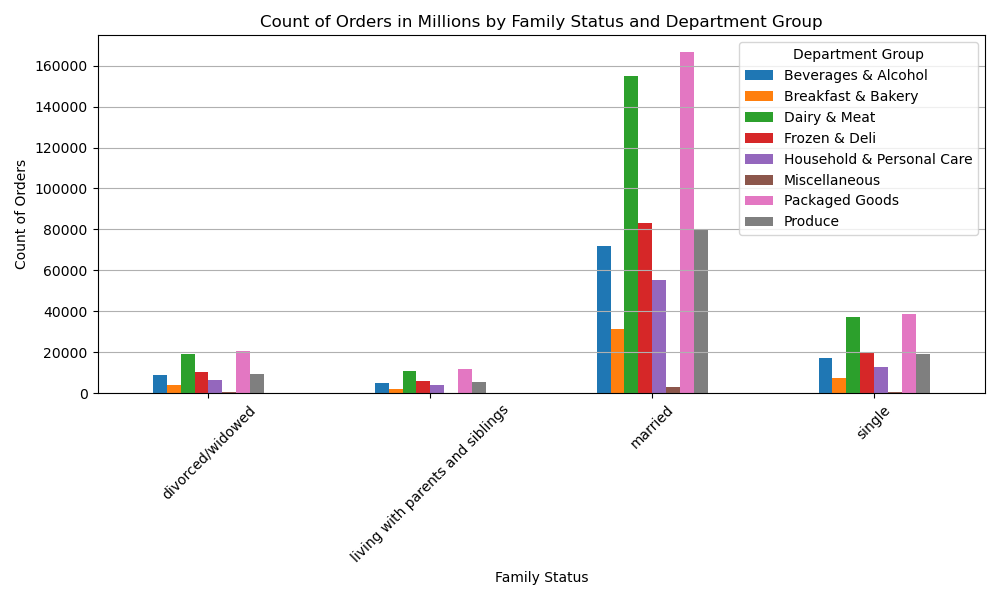 Count of Orders in Millions by Family Status and Department Group
Department Group
Beverages & Alcohol
Breakfast & Bakery
Dairy & Meat
Frozen & Deli
Household & Personal Care
Miscellaneous
Packaged Goods
Produce
Count of Orders
160000
140000
120000
100000
80000
60000
40000
20000
0
divorced/widowed
living with parents and siblings
married
single
Family Status